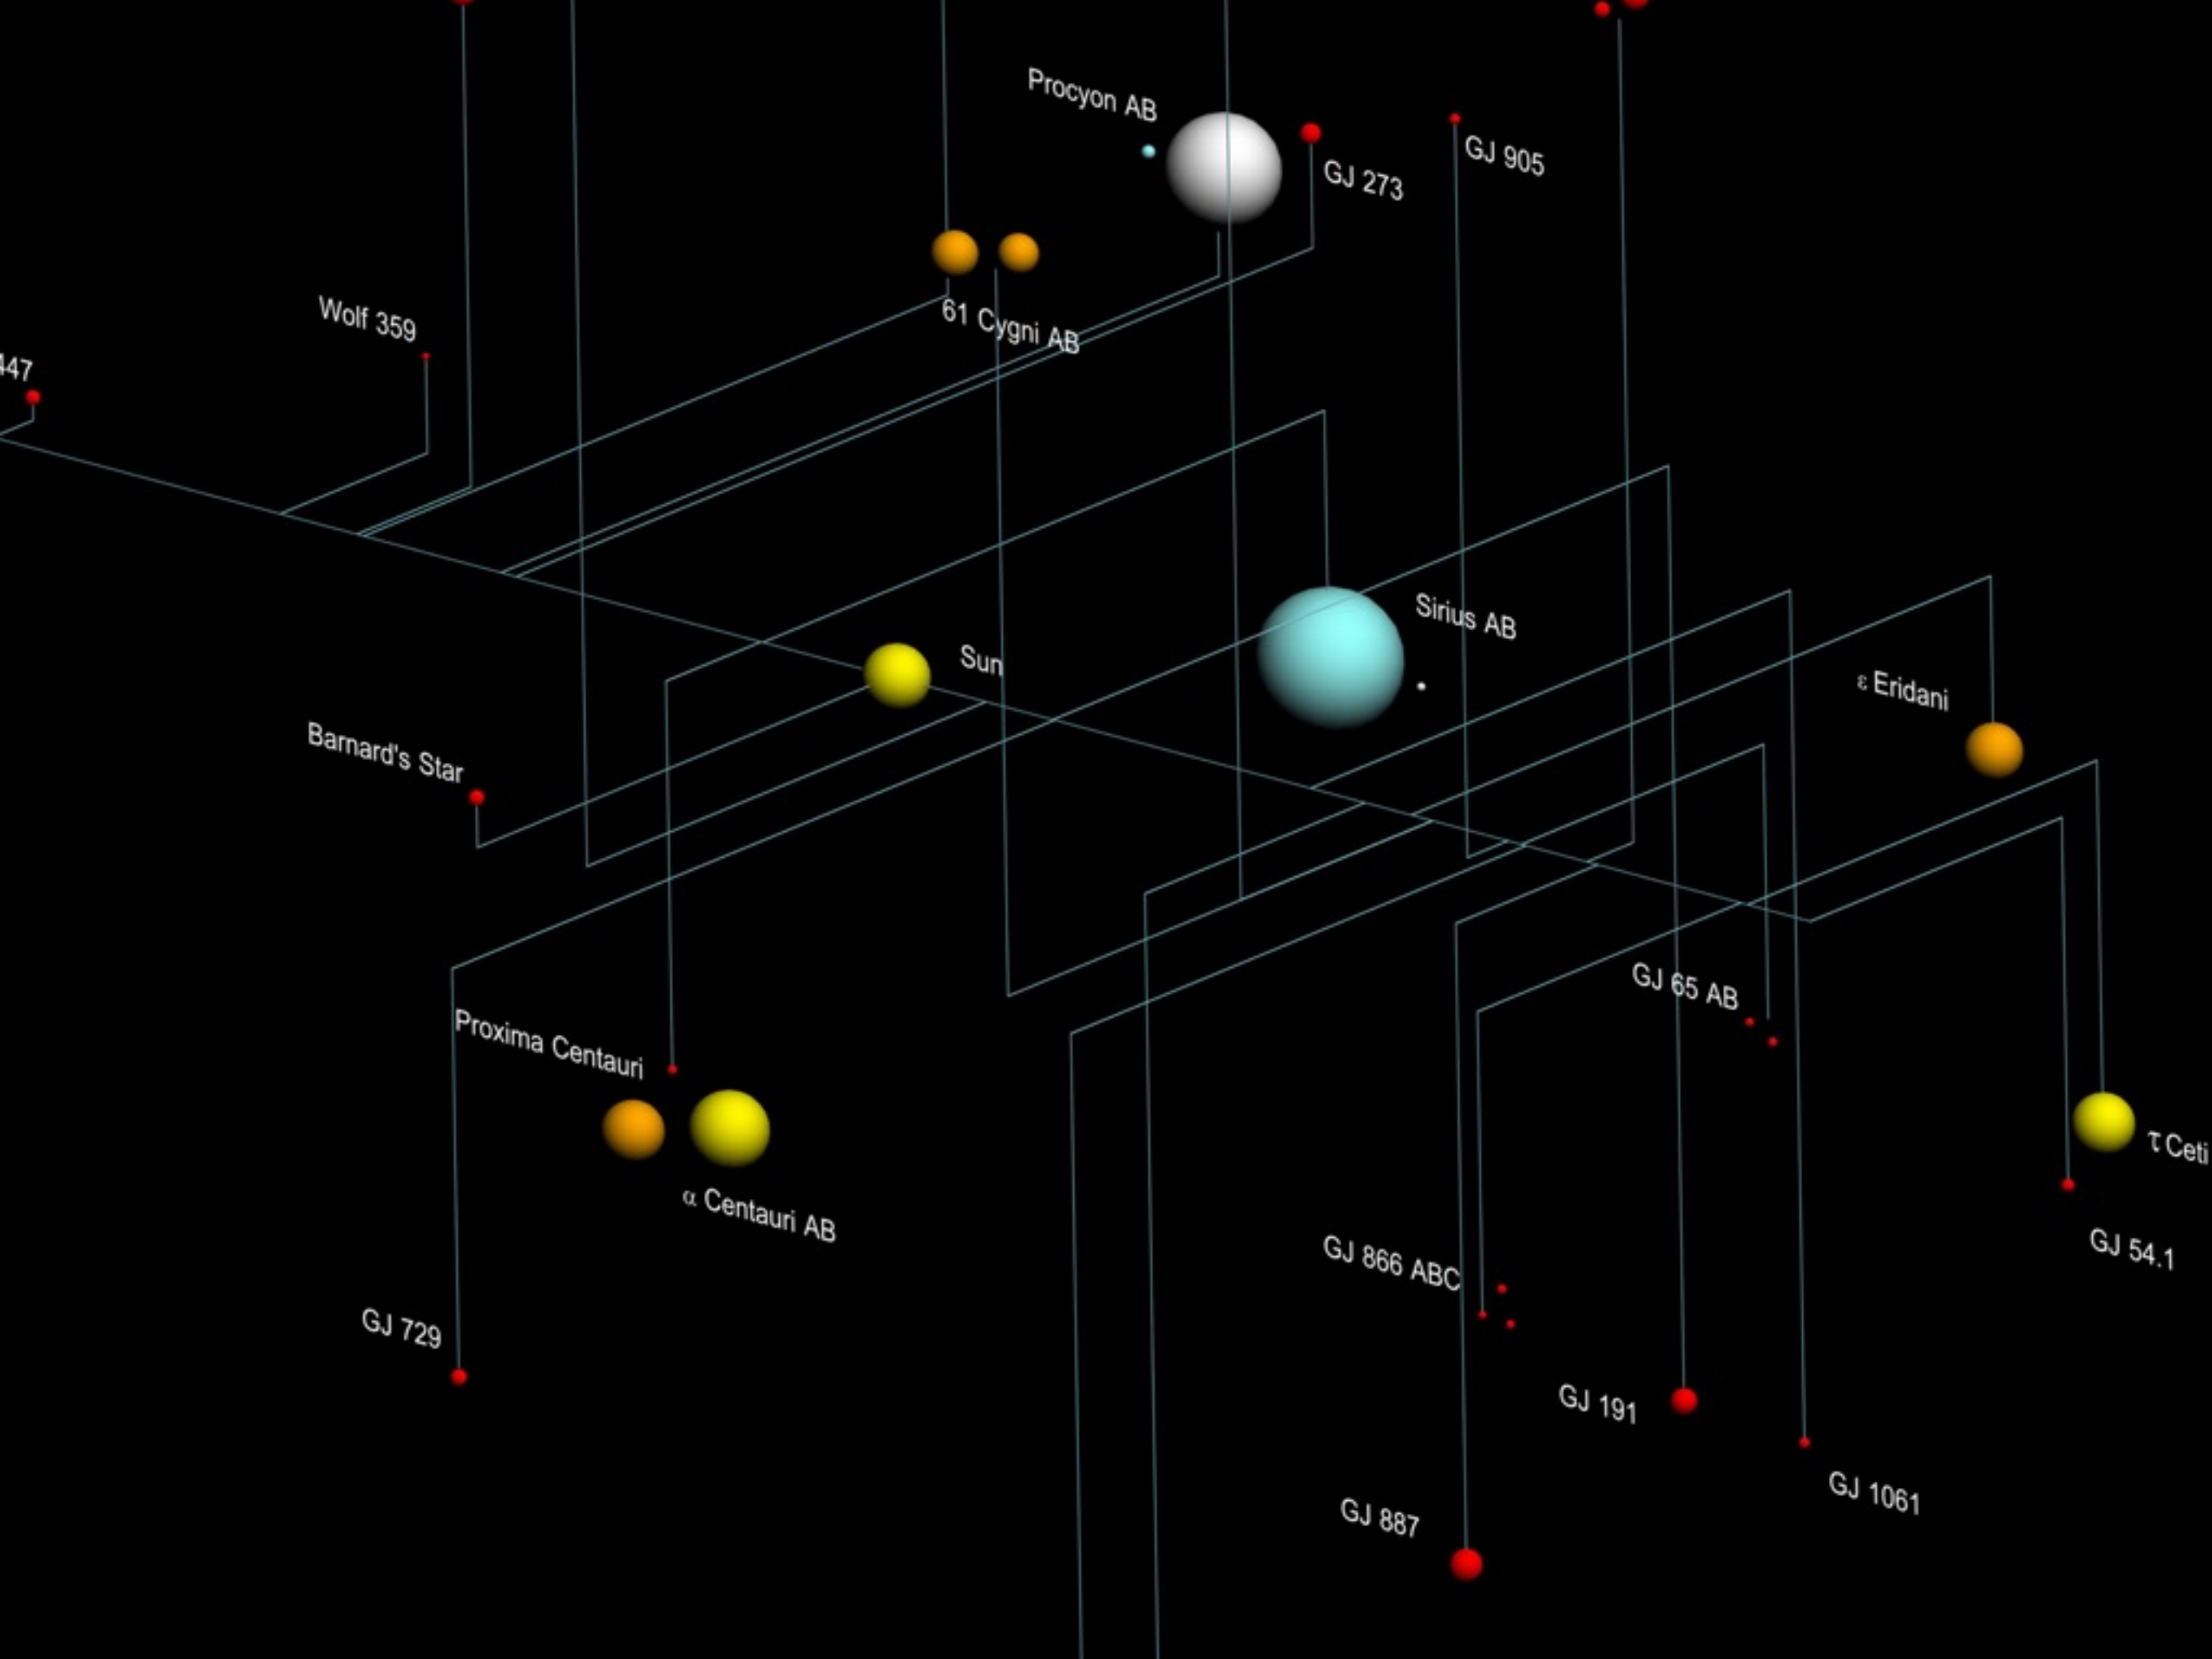 Procyon AB
GJ 905
GJ 273
61 Cygni AB
Wolf 359
447
Sirius AB
Sun
ε Eridani
Barnard's Star
GJ 65 AB
Proxima Centauri
τ Ceti
α Centauri AB
GJ 54.1
GJ 866 ABC
GJ 729
GJ 191
GJ 1061
GJ 887